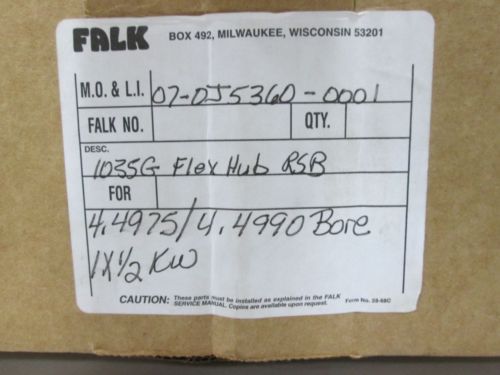 FALK BOX 492, MILWAUKEE, WISCONSIN 53201
M.O. & L.I. 07-DJ5360-0001
FALK NO. QTY.
DESC.
1035G Flex Hub RSB
FOR
4.4975/4.4990 Bore
1X1/2 KW
CAUTION: These parts must be installed as explained in the FALK
SERVICE MANUAL. Copies are available upon request. Form No.